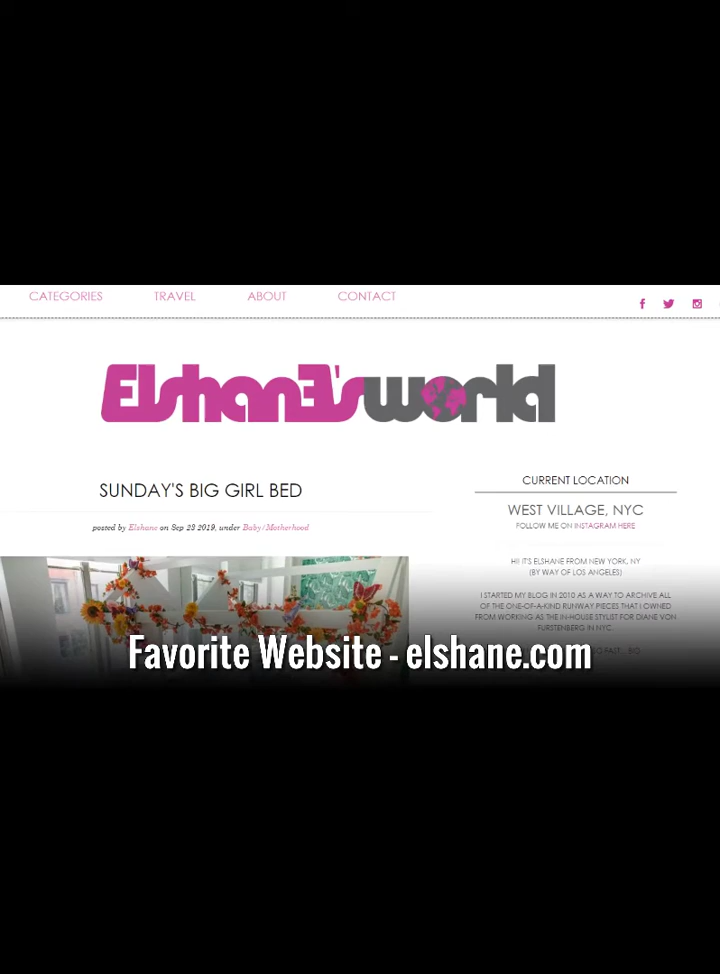 CATEGORIES TRAVEL ABOUT CONTACT
ElshanE'sworld
SUNDAY'S BIG GIRL BED
posted by Elshane on Sep 23 2019, under Baby/Motherhood
CURRENT LOCATION
WEST VILLAGE, NYC
FOLLOW ME ON INSTAGRAM HERE
HI! IT'S ELSHANE FROM NEW YORK, NY
(BY WAY OF LOS ANGELES)
I STARTED MY BLOG IN 2010 AS A WAY TO ARCHIVE ALL
OF THE ONE-OF-A-KIND RUNWAY PIECES THAT I OWNED
FROM WORKING AS THE IN-HOUSE STYLIST FOR DIANE VON
FURSTENBERG IN NYC.
Favorite Website - elshane.com